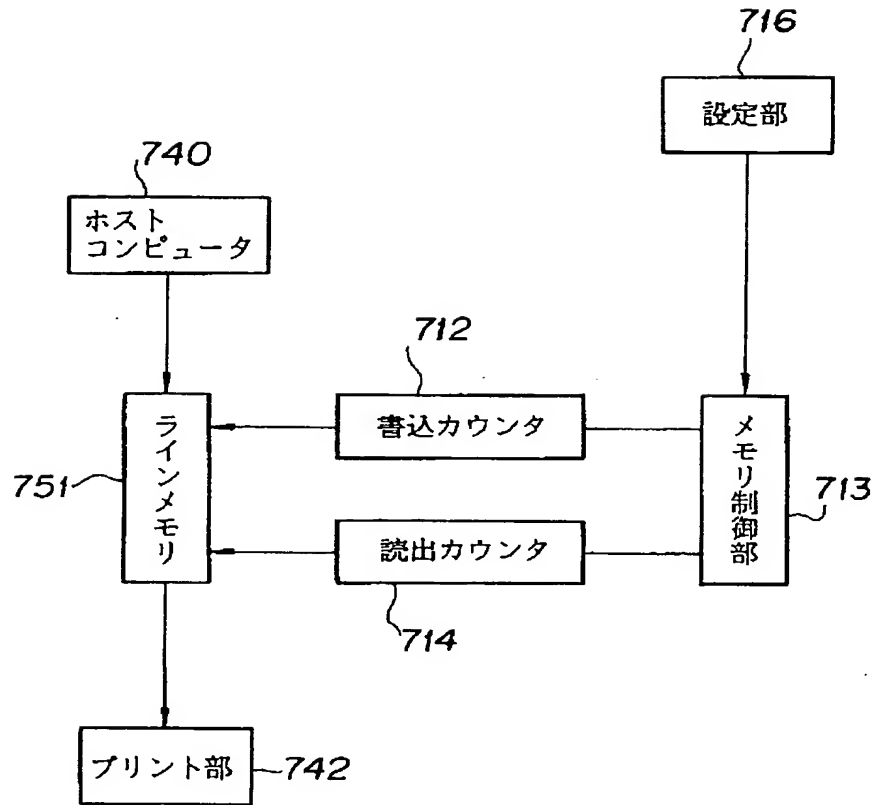 716
設定部
740
ホスト
コンピュータ
712
書込カウンタ
ラインメモリ
751
メモリ制御部
713
読出カウンタ
714
プリント部
742